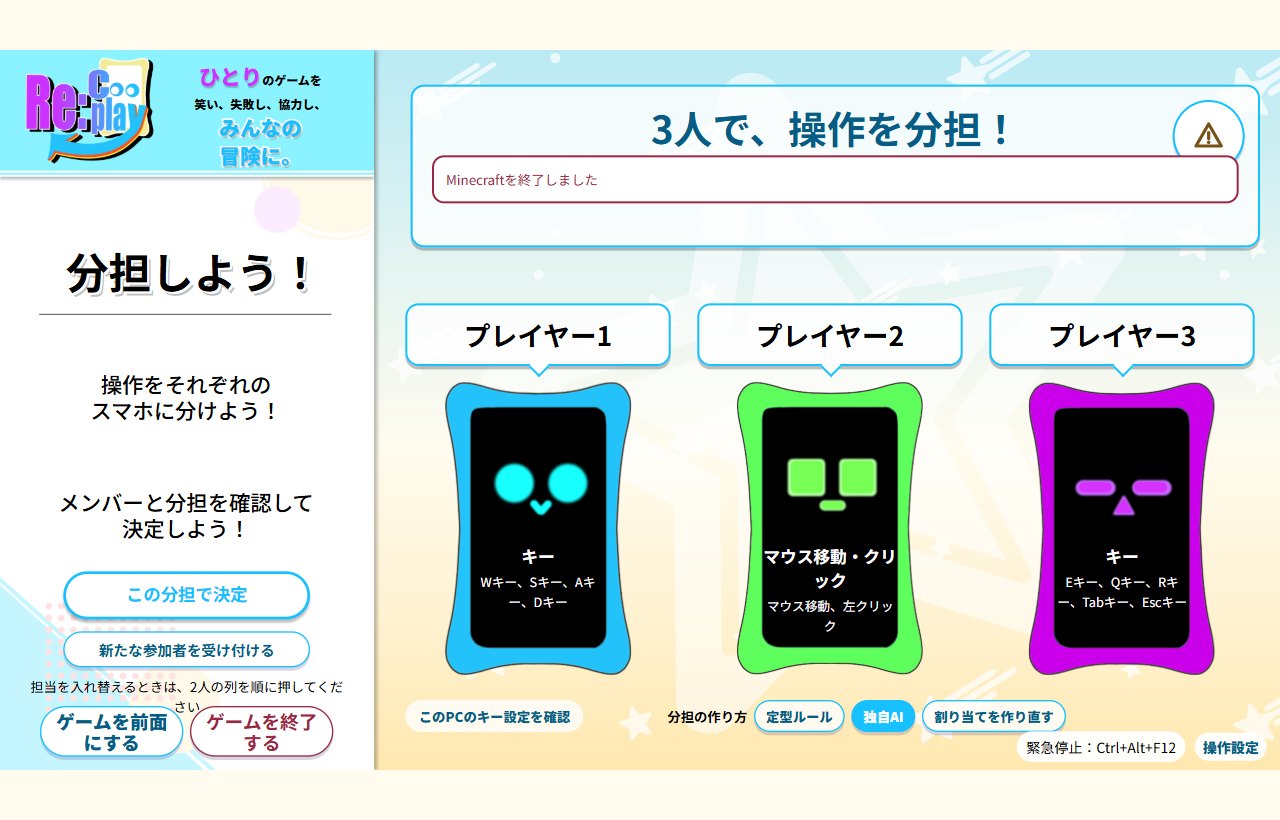 Re:Coo play
ひとりのゲームを
笑い、失敗し、協力し、
みんなの
冒険に。
分担しよう！
操作をそれぞれの
スマホに分けよう！
メンバーと分担を確認して
決定しよう！
この分担で決定
新たな参加者を受け付ける
担当を入れ替えるときは、2人の列を順に押してくだ
さい
ゲームを前面
にする
ゲームを終了
する
3人で、操作を分担！
Minecraftを終了しました
プレイヤー1
キー
Wキー、Sキー、Aキ
ー、Dキー
プレイヤー2
マウス移動・クリ
ック
マウス移動、左クリッ
ク
プレイヤー3
キー
Eキー、Qキー、Rキ
ー、Tabキー、Escキー
このPCのキー設定を確認
分担の作り方
定型ルール
独自AI
割り当てを作り直す
緊急停止：Ctrl+Alt+F12
操作設定